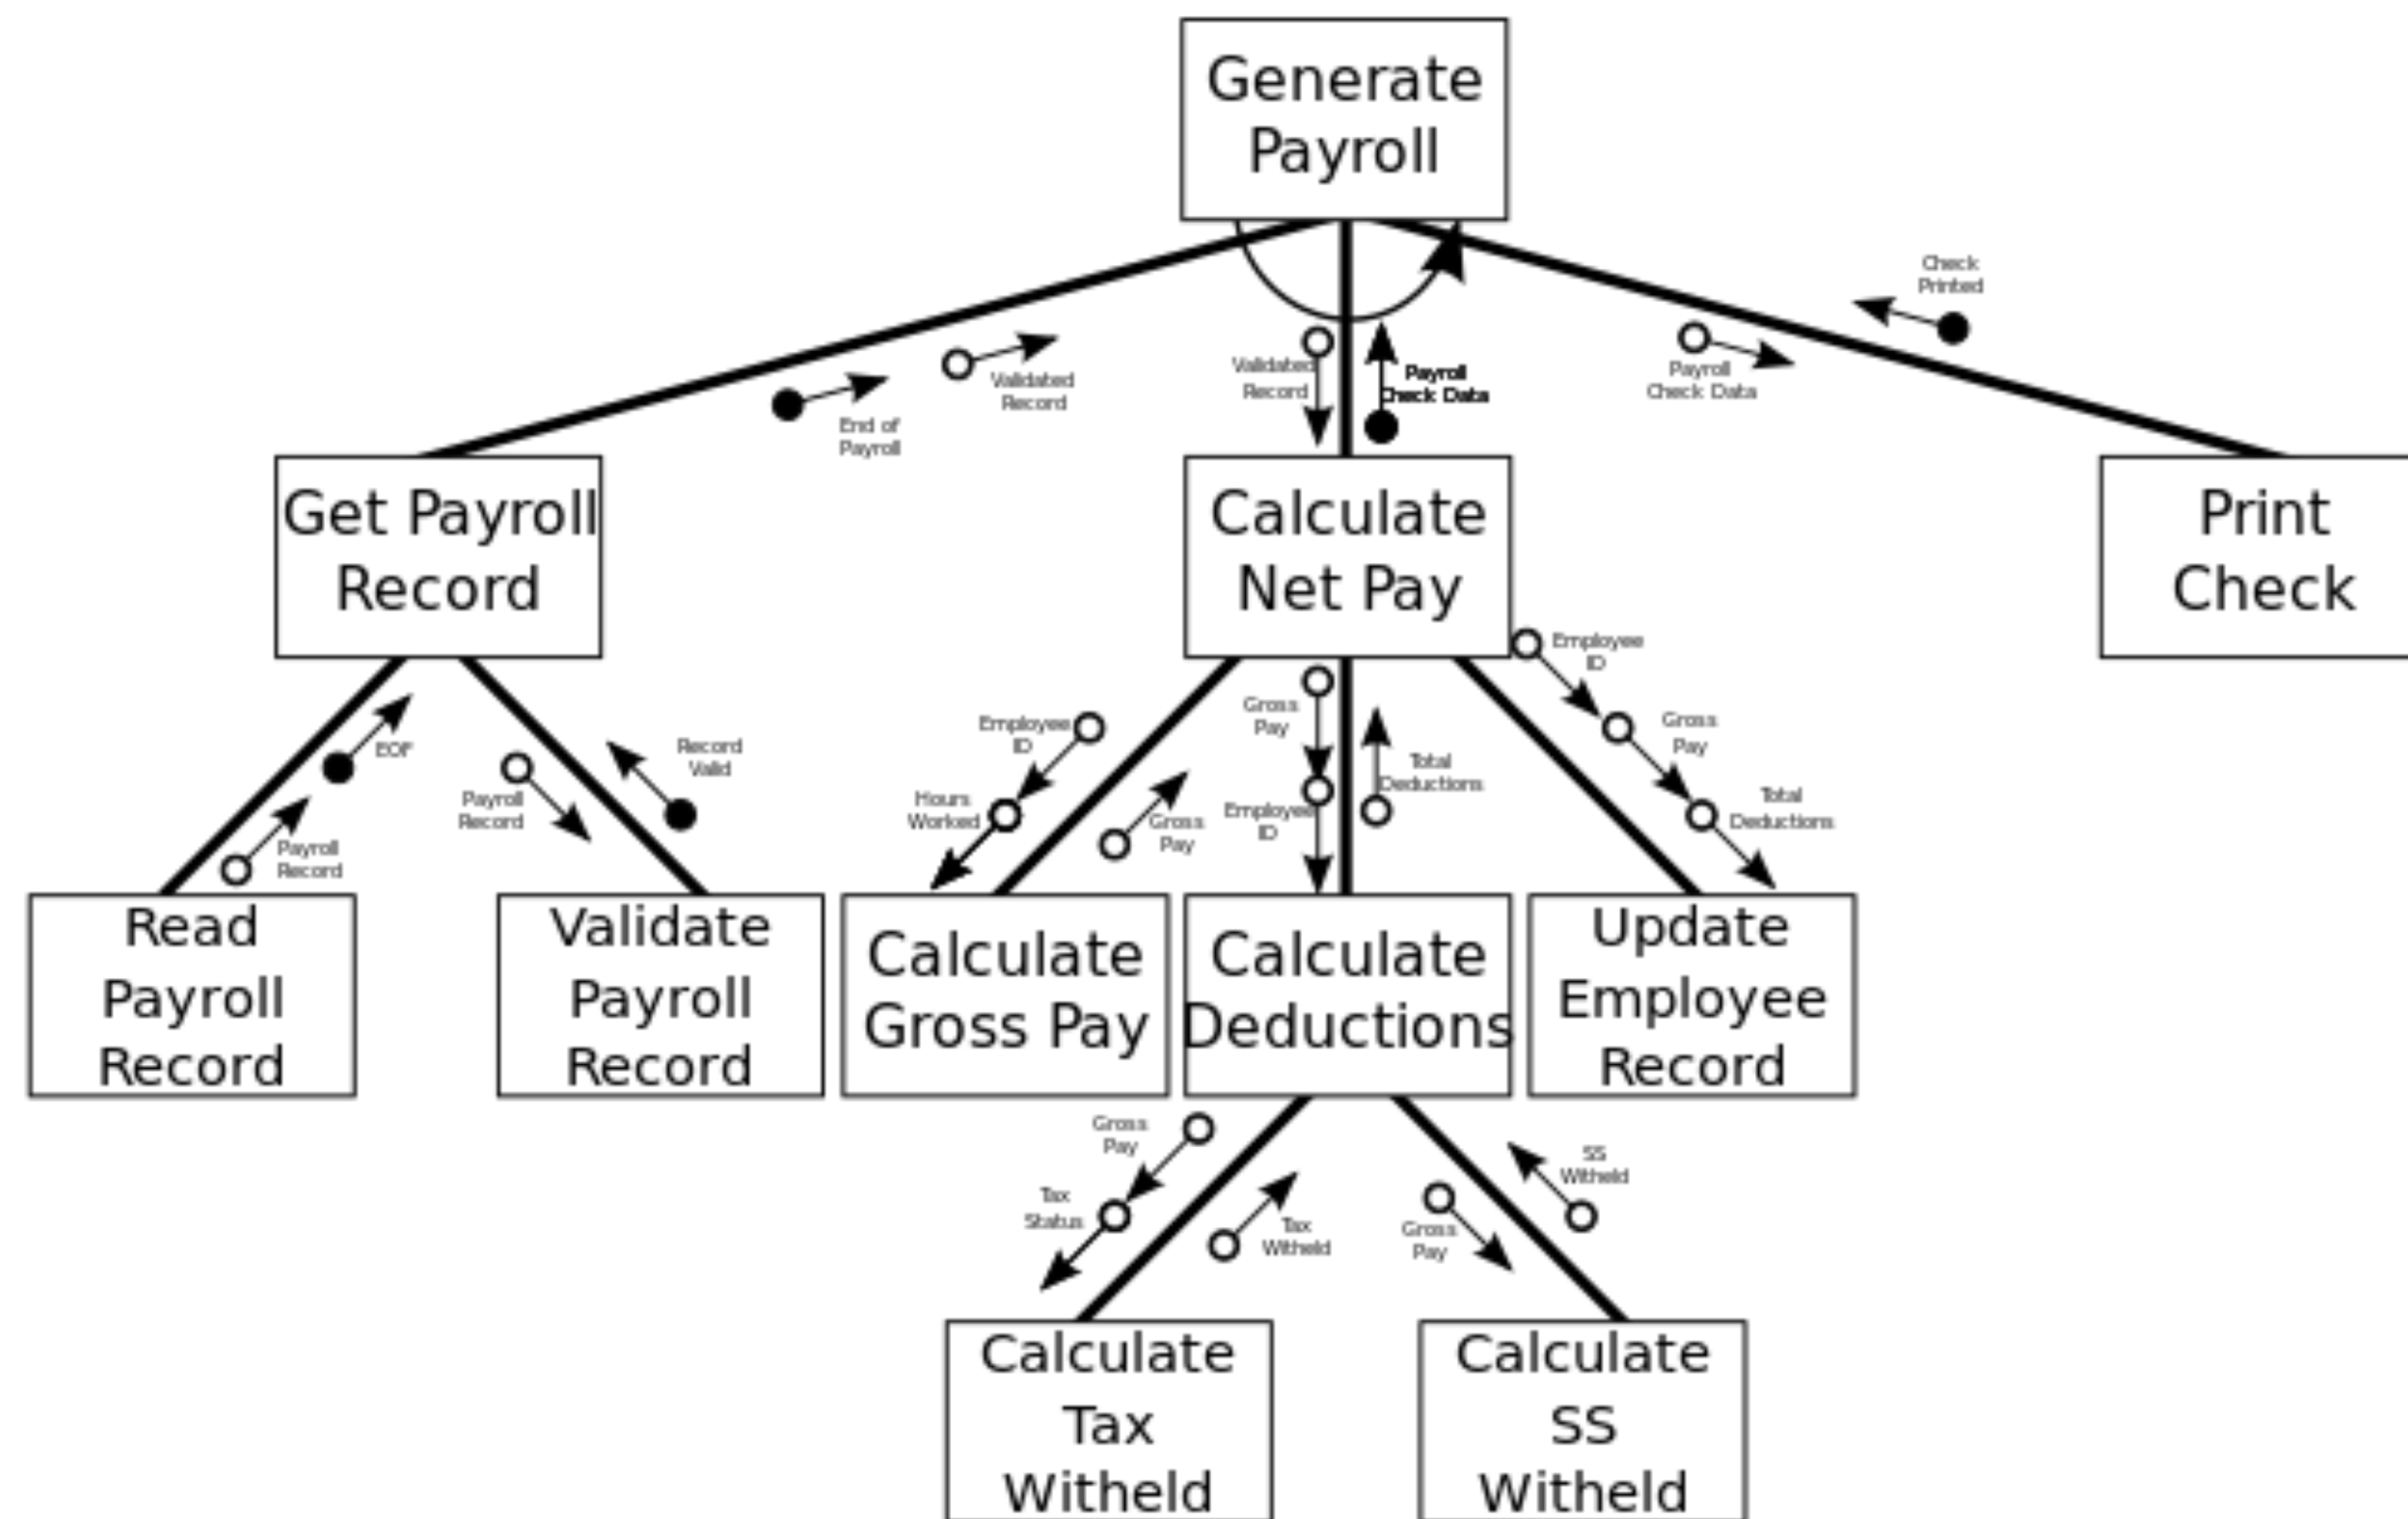 Generate
Payroll
Check
Printed
Validated
Record
End of
Payroll
Validated
Record
Payroll
Check Data
Payroll
Check Data
Get Payroll
Record
Calculate
Net Pay
Print
Check
Employee
ID
EOF
Payroll
Record
Payroll
Record
Record
Valid
Employee
ID
Hours
Worked
Gross
Pay
Gross
Pay
Employee
ID
Total
Deductions
Gross
Pay
Total
Deductions
Read
Payroll
Record
Validate
Payroll
Record
Calculate
Gross Pay
Calculate
Deductions
Update
Employee
Record
Gross
Pay
Tax
Status
Tax
Witheld
Gross
Pay
SS
Witheld
Calculate
Tax
Witheld
Calculate
SS
Witheld